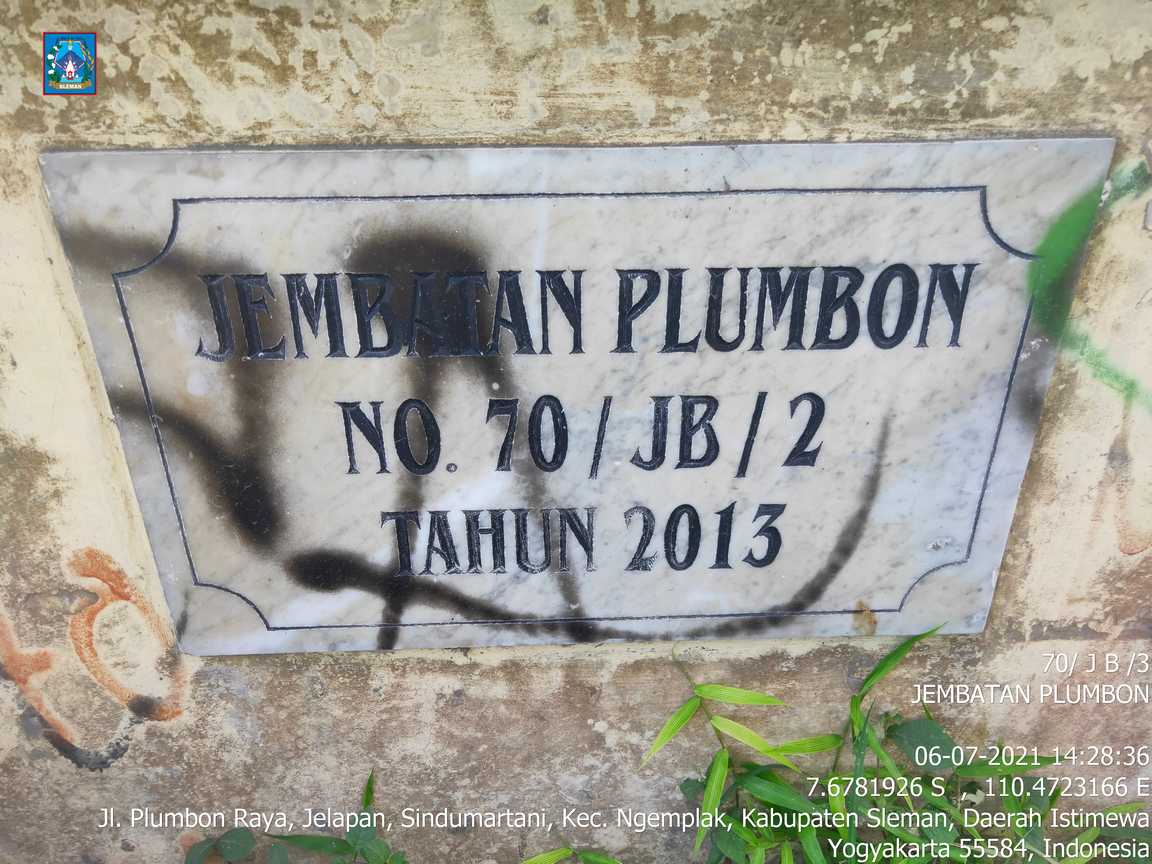 SLEMAN
JEMBATAN PLUMBON
NO. 70 / JB / 2
TAHUN 2013
70/ J B /3
JEMBATAN PLUMBON
06-07-2021 14:28:36
7.6781926 S , 110.4723166 E
Jl. Plumbon Raya, Jelapan, Sindumartani, Kec. Ngemplak, Kabupaten Sleman, Daerah Istimewa
Yogyakarta 55584, Indonesia